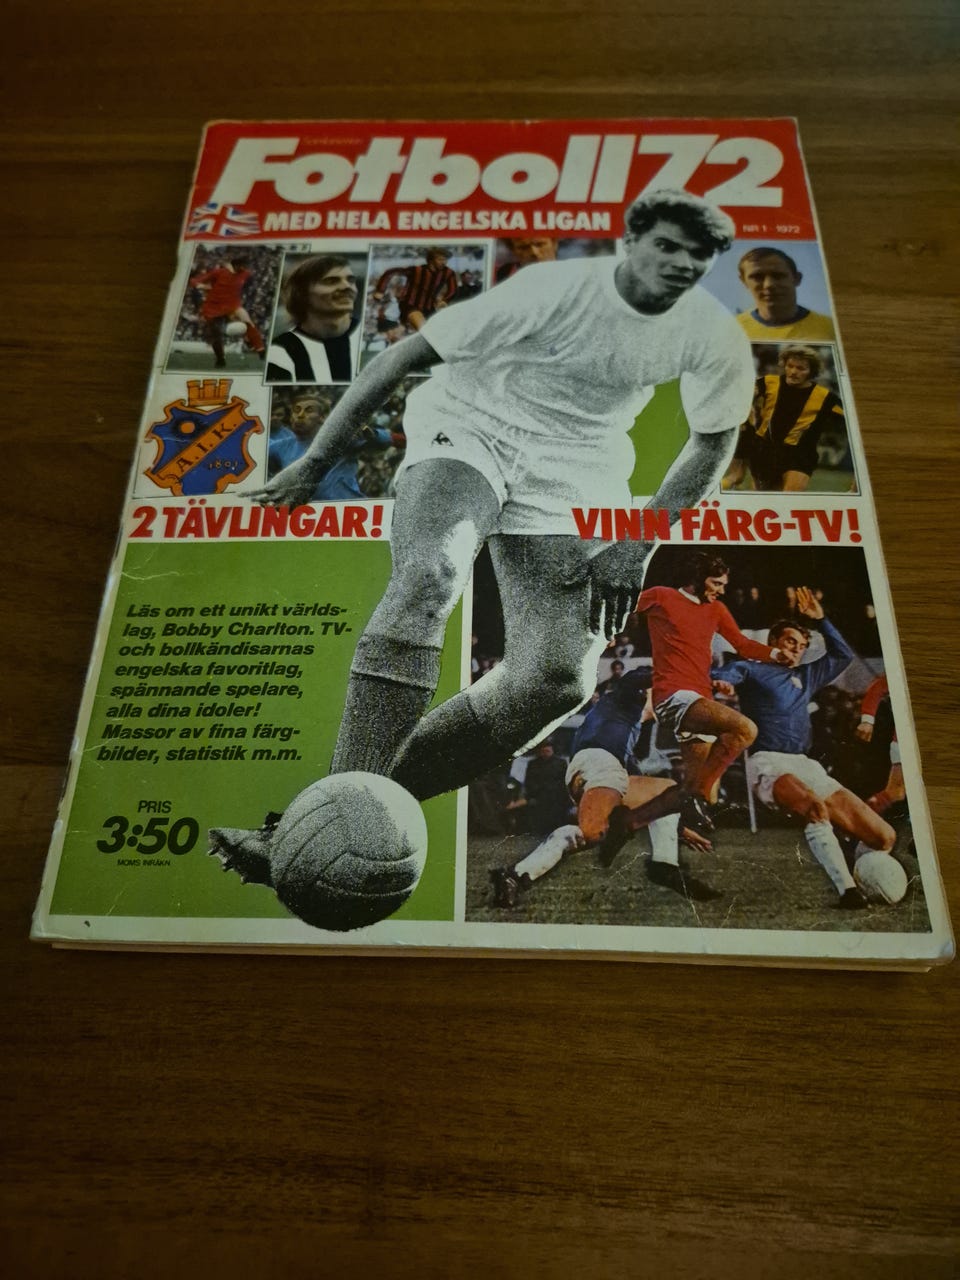 Fotboll72
MED HELA ENGELSKA LIGAN
NR 1 · 1972
A.I.K.
1891
2 TÄVLINGAR!
VINN FÄRG-TV!
Läs om ett unikt världs-
lag, Bobby Charlton. TV-
och bollkändisarnas
engelska favoritlag,
spännande spelare,
alla dina idoler!
Massor av fina färg-
bilder, statistik m.m.
PRIS
3:50
MOMS INRÄKN